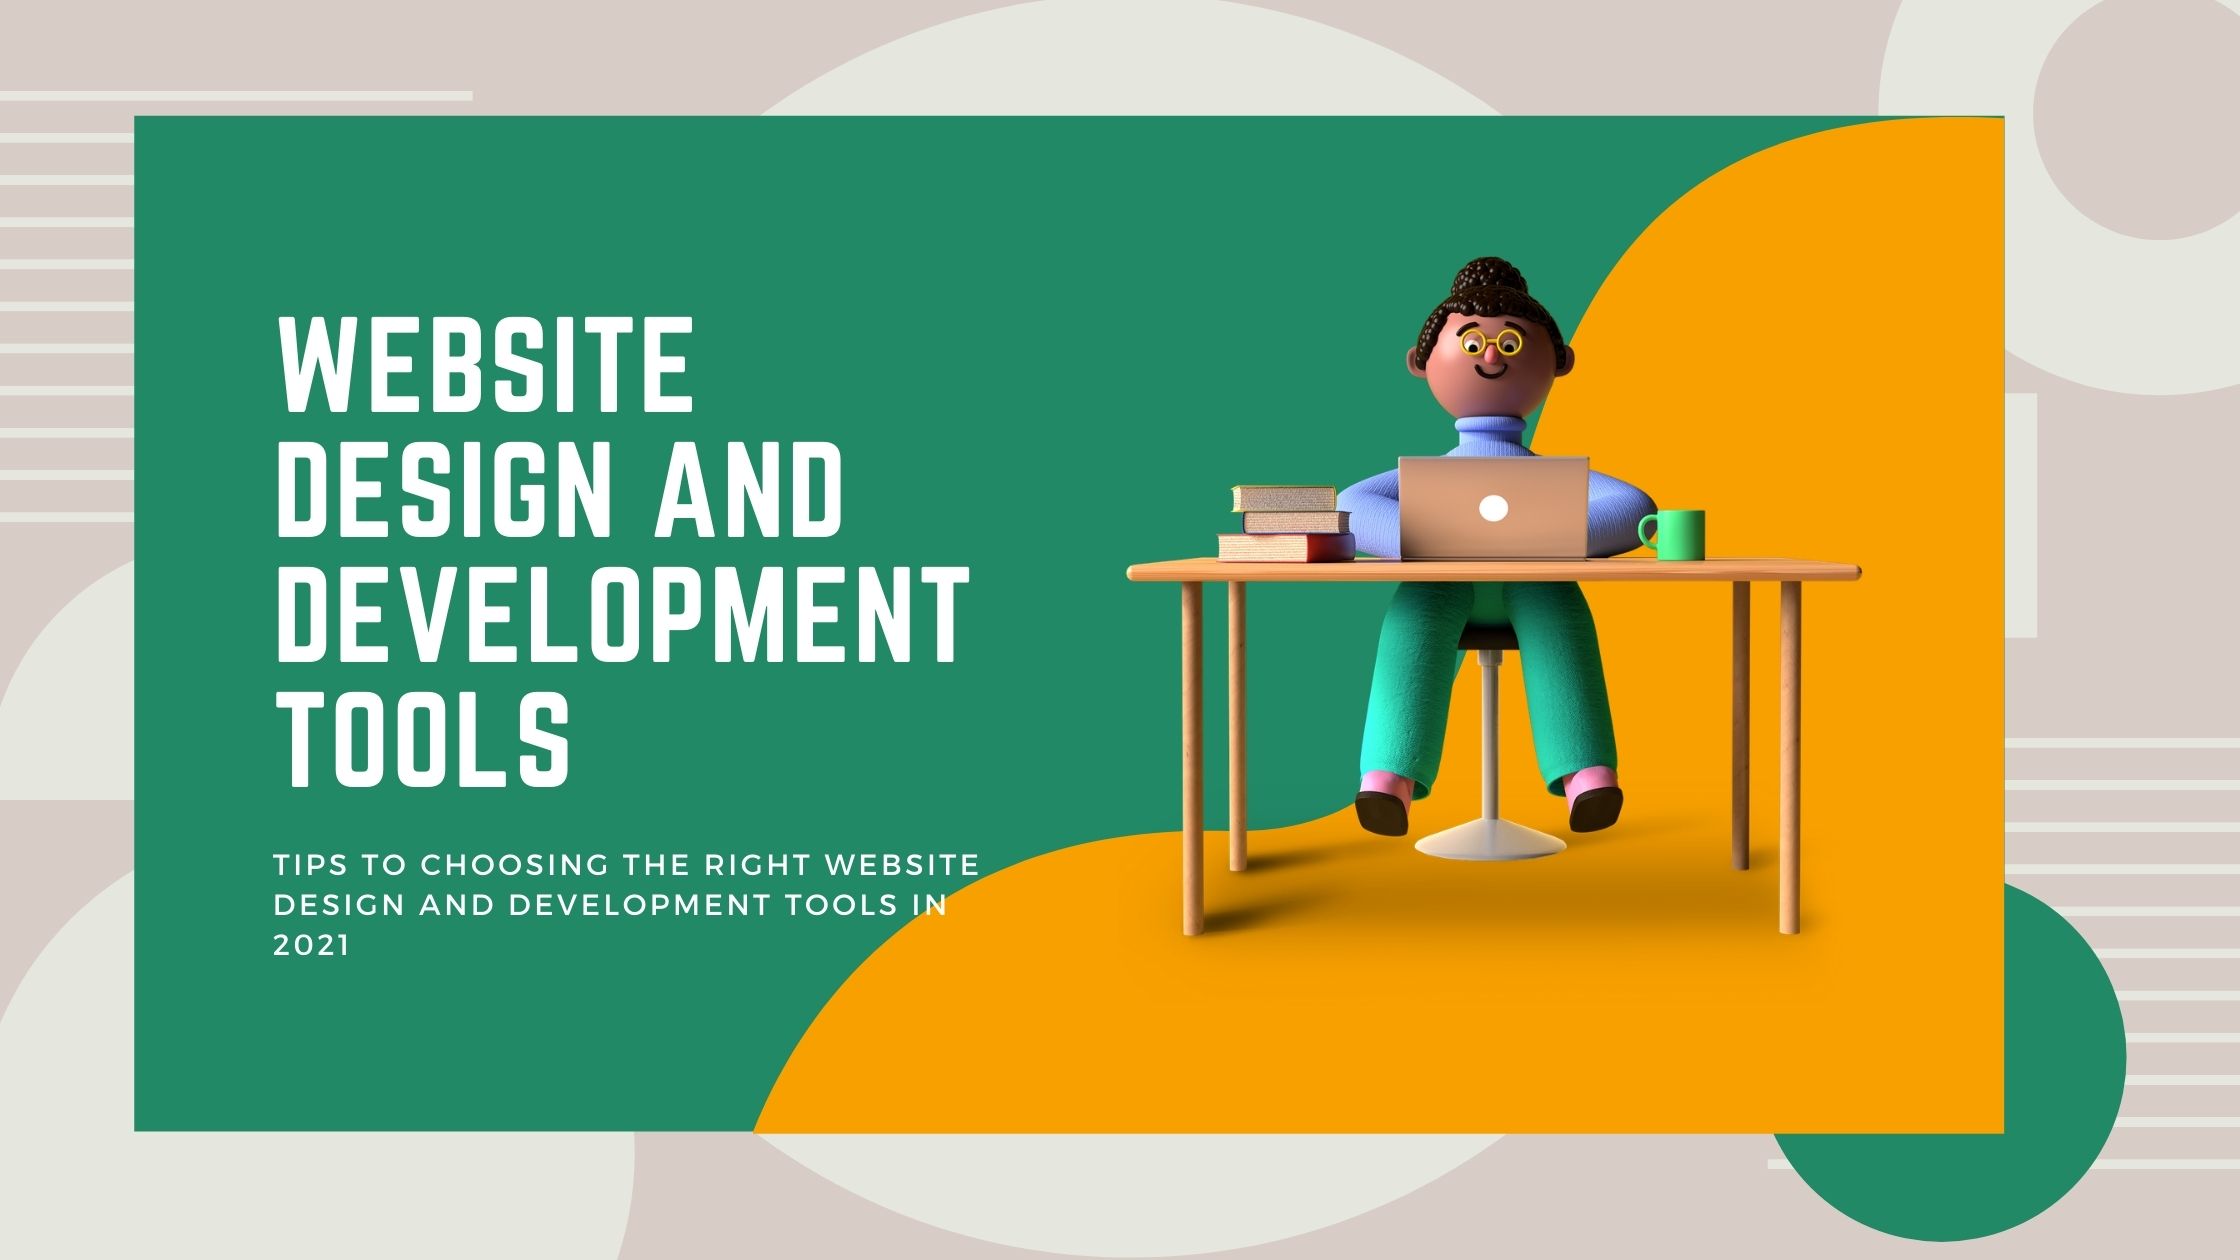 WEBSITE
DESIGN AND
DEVELOPMENT
TOOLS
TIPS TO CHOOSING THE RIGHT WEBSITE
DESIGN AND DEVELOPMENT TOOLS IN
2021